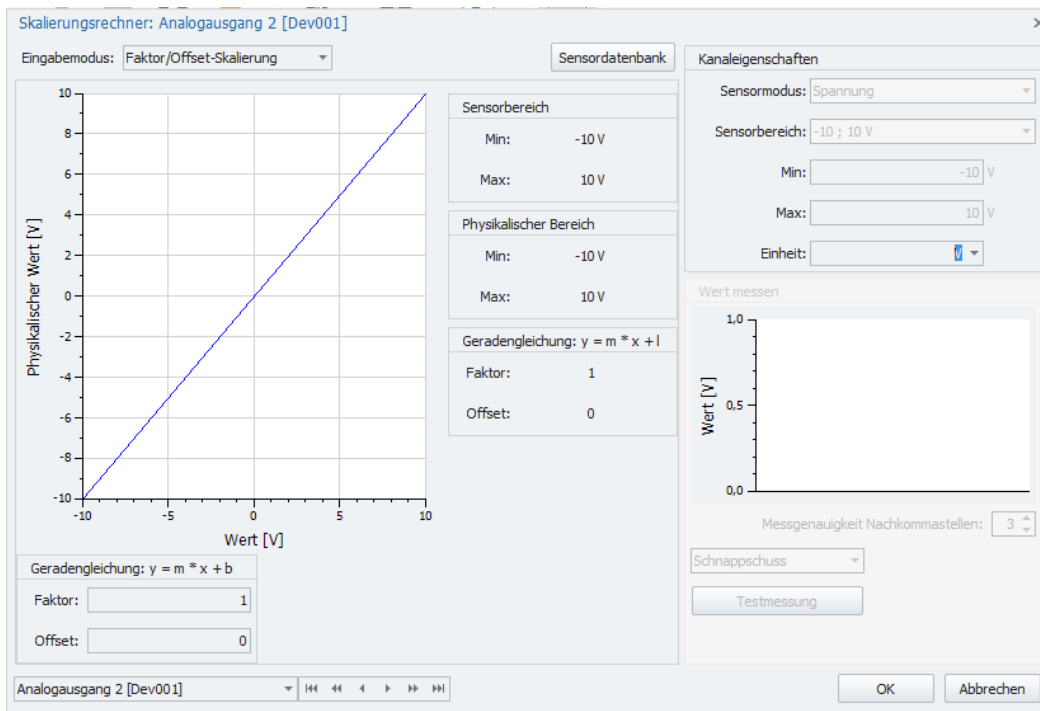 Skalierungsrechner: Analogausgang 2 [Dev001]
Eingabemodus: Faktor/Offset-Skalierung
Sensordatenbank
10
8
6
4
2
0
-2
-4
-6
-8
-10
Physikalischer Wert [V]
-10 -5 0 5 10
Wert [V]
Sensorbereich
Min: -10 V
Max: 10 V
Physikalischer Bereich
Min: -10 V
Max: 10 V
Geradengleichung: y = m * x + l
Faktor: 1
Offset: 0
Geradengleichung: y = m * x + b
Faktor: 1
Offset: 0
Kanaleigenschaften
Sensormodus: Spannung
Sensorbereich: -10 ; 10 V
Min: -10 V
Max: 10 V
Einheit: V
Wert messen
1,0
0,5
0,0
Wert [V]
Messgenauigkeit Nachkommastellen: 3
Schnappschuss
Testmessung
Analogausgang 2 [Dev001]
OK Abbrechen